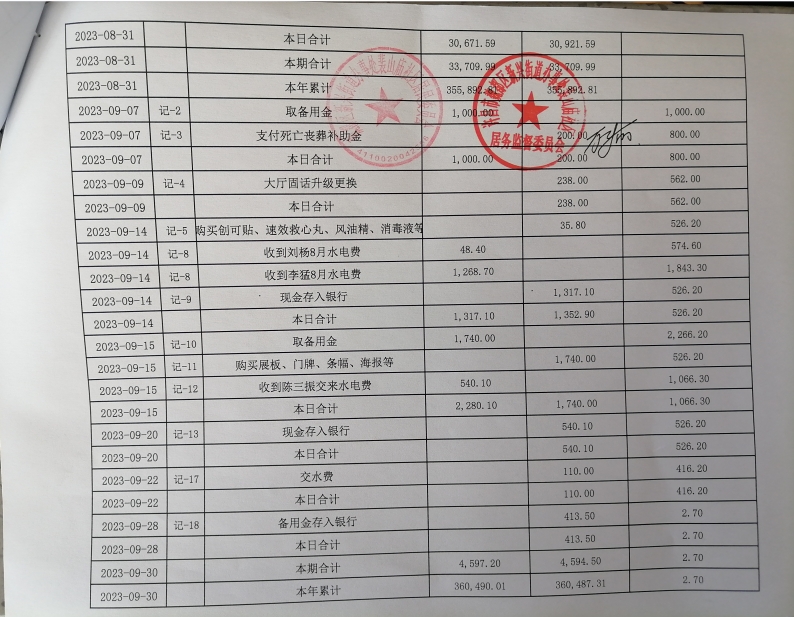 2023-08-31 本日合计 30,671.59 30,921.59
2023-08-31 本期合计 33,709.99 33,709.99
2023-08-31 本年累计 355,892.81 355,892.81
2023-09-07 记-2 取备用金 1,000.00 1,000.00
2023-09-07 记-3 支付死亡丧葬补助金 200.00 800.00
2023-09-07 本日合计 1,000.00 200.00 800.00
2023-09-09 记-4 大厅固话升级更换 238.00 562.00
2023-09-09 本日合计 238.00 562.00
2023-09-14 记-5 购买创可贴、速效救心丸、风油精、消毒液等 35.80 526.20
2023-09-14 记-8 收到刘杨8月水电费 48.40 574.60
2023-09-14 记-8 收到李猛8月水电费 1,268.70 1,843.30
2023-09-14 记-9 现金存入银行 1,317.10 526.20
2023-09-14 本日合计 1,317.10 1,352.90 526.20
2023-09-15 记-10 取备用金 1,740.00 2,266.20
2023-09-15 记-11 购买展板、门牌、条幅、海报等 1,740.00 526.20
2023-09-15 记-12 收到陈三振交来水电费 540.10 1,066.30
2023-09-15 本日合计 2,280.10 1,740.00 1,066.30
2023-09-20 记-13 现金存入银行 540.10 526.20
2023-09-20 本日合计 540.10 526.20
2023-09-22 记-17 交水费 110.00 416.20
2023-09-22 本日合计 110.00 416.20
2023-09-28 记-18 备用金存入银行 413.50 2.70
2023-09-28 本日合计 413.50 2.70
2023-09-30 本期合计 4,597.20 4,594.50 2.70
2023-09-30 本年累计 360,490.01 360,487.31 2.70
居务监督委员会